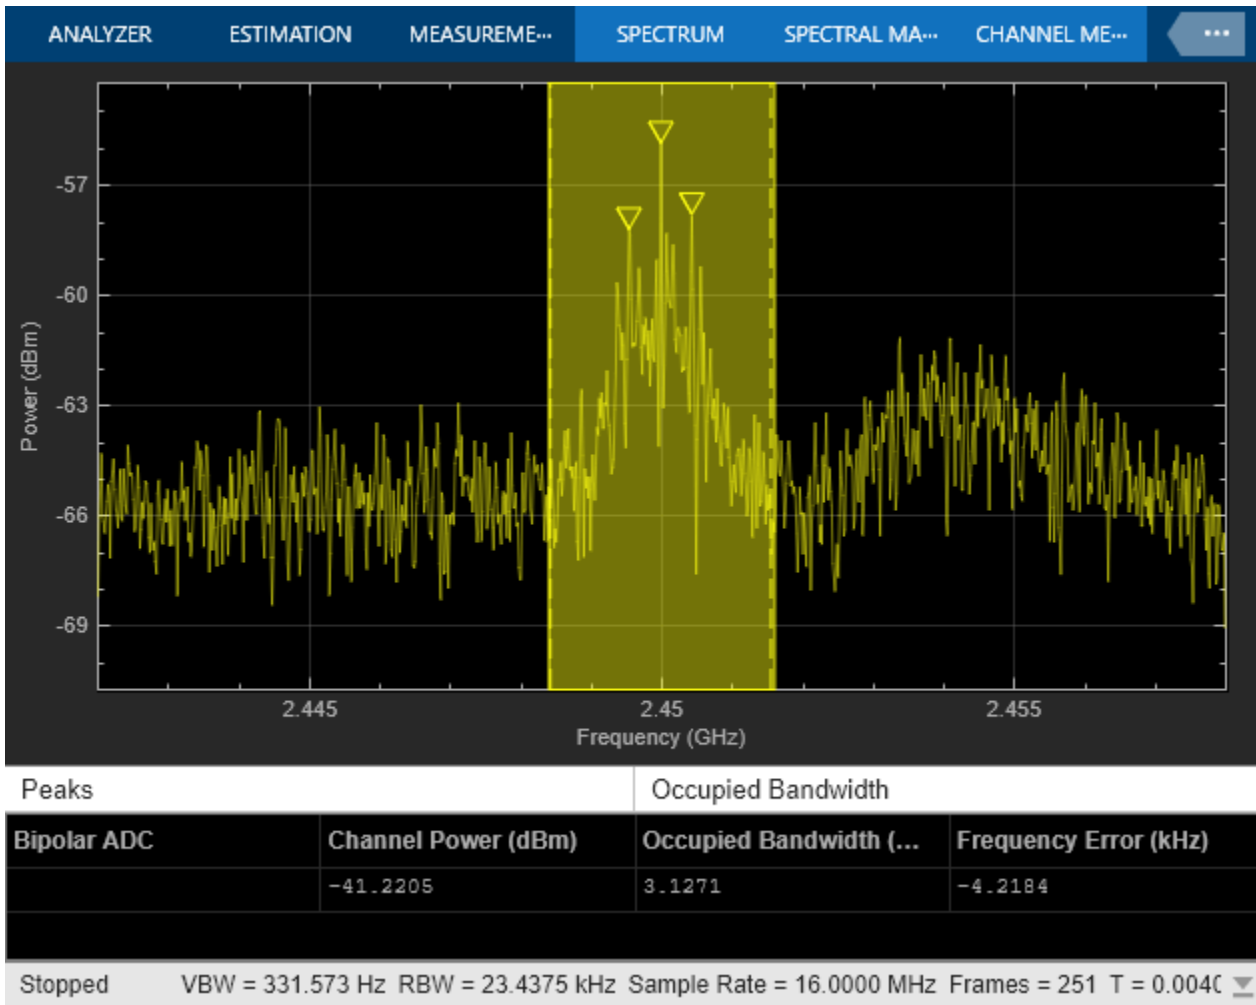 ANALYZER ESTIMATION MEASUREME... SPECTRUM SPECTRAL MA... CHANNEL ME... ...
-57
-60
-63
-66
-69
Power (dBm)
2.445 2.45 2.455
Frequency (GHz)
Peaks Occupied Bandwidth
Bipolar ADC Channel Power (dBm) Occupied Bandwidth (... Frequency Error (kHz)
-41.2205 3.1271 -4.2184
Stopped VBW = 331.573 Hz RBW = 23.4375 kHz Sample Rate = 16.0000 MHz Frames = 251 T = 0.004